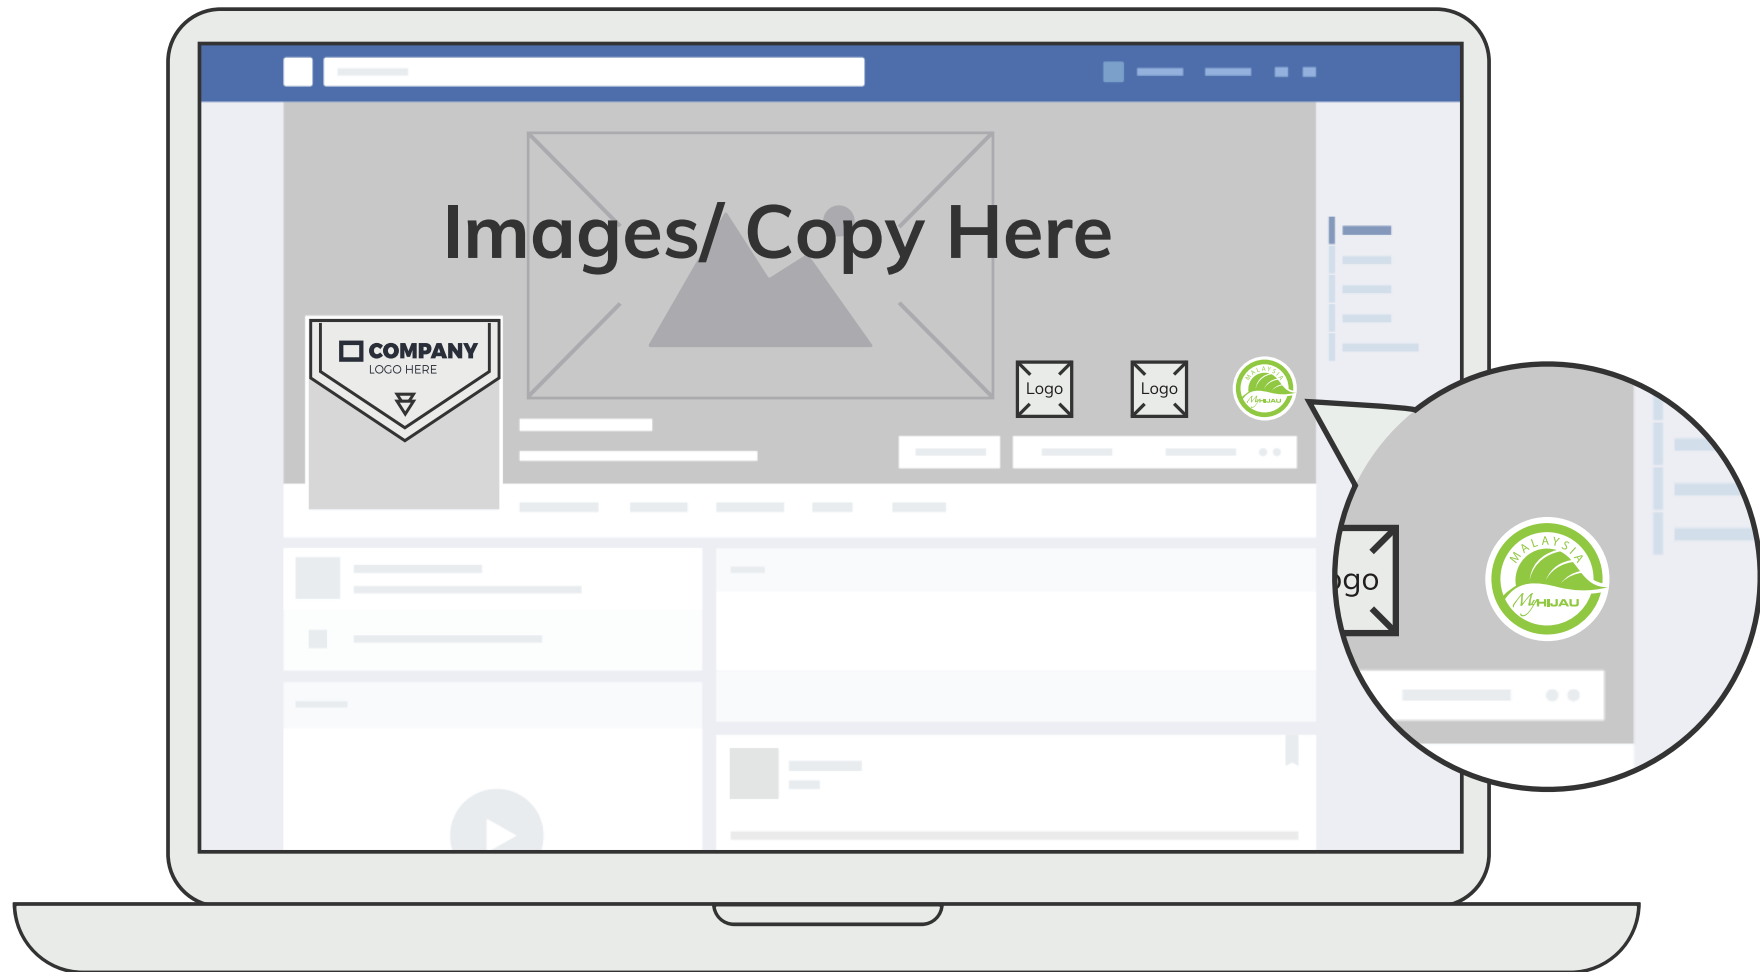 Images/ Copy Here
COMPANY
LOGO HERE
Logo
Logo
MALAYSIA
MyHIJAU
ogo
MALAYSIA
MyHIJAU